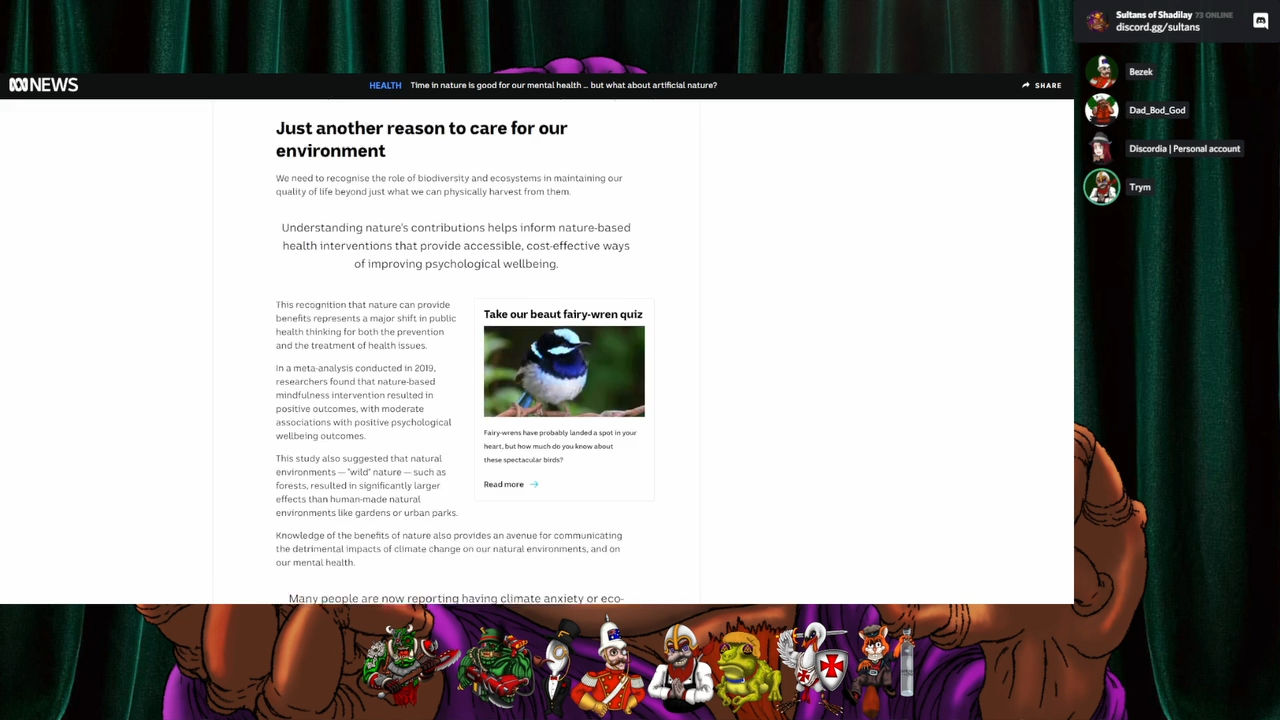 Sultans of Shadilay 73 ONLINE
discord.gg/sultans
Bezek
Dad_Bod_God
Discordia | Personal account
Trym
NEWS
HEALTH Time in nature is good for our mental health … but what about artificial nature?
SHARE
Just another reason to care for our
environment
We need to recognise the role of biodiversity and ecosystems in maintaining our
quality of life beyond just what we can physically harvest from them.
Understanding nature's contributions helps inform nature-based
health interventions that provide accessible, cost-effective ways
of improving psychological wellbeing.
This recognition that nature can provide
benefits represents a major shift in public
health thinking for both the prevention
and the treatment of health issues.
In a meta-analysis conducted in 2019,
researchers found that nature-based
mindfulness intervention resulted in
positive outcomes, with moderate
associations with positive psychological
wellbeing outcomes.
This study also suggested that natural
environments — "wild" nature — such as
forests, resulted in significantly larger
effects than human-made natural
environments like gardens or urban parks.
Take our beaut fairy-wren quiz
Fairy-wrens have probably landed a spot in your
heart, but how much do you know about
these spectacular birds?
Read more
Knowledge of the benefits of nature also provides an avenue for communicating
the detrimental impacts of climate change on our natural environments, and on
our mental health.
Many people are now reporting having climate anxiety or eco-